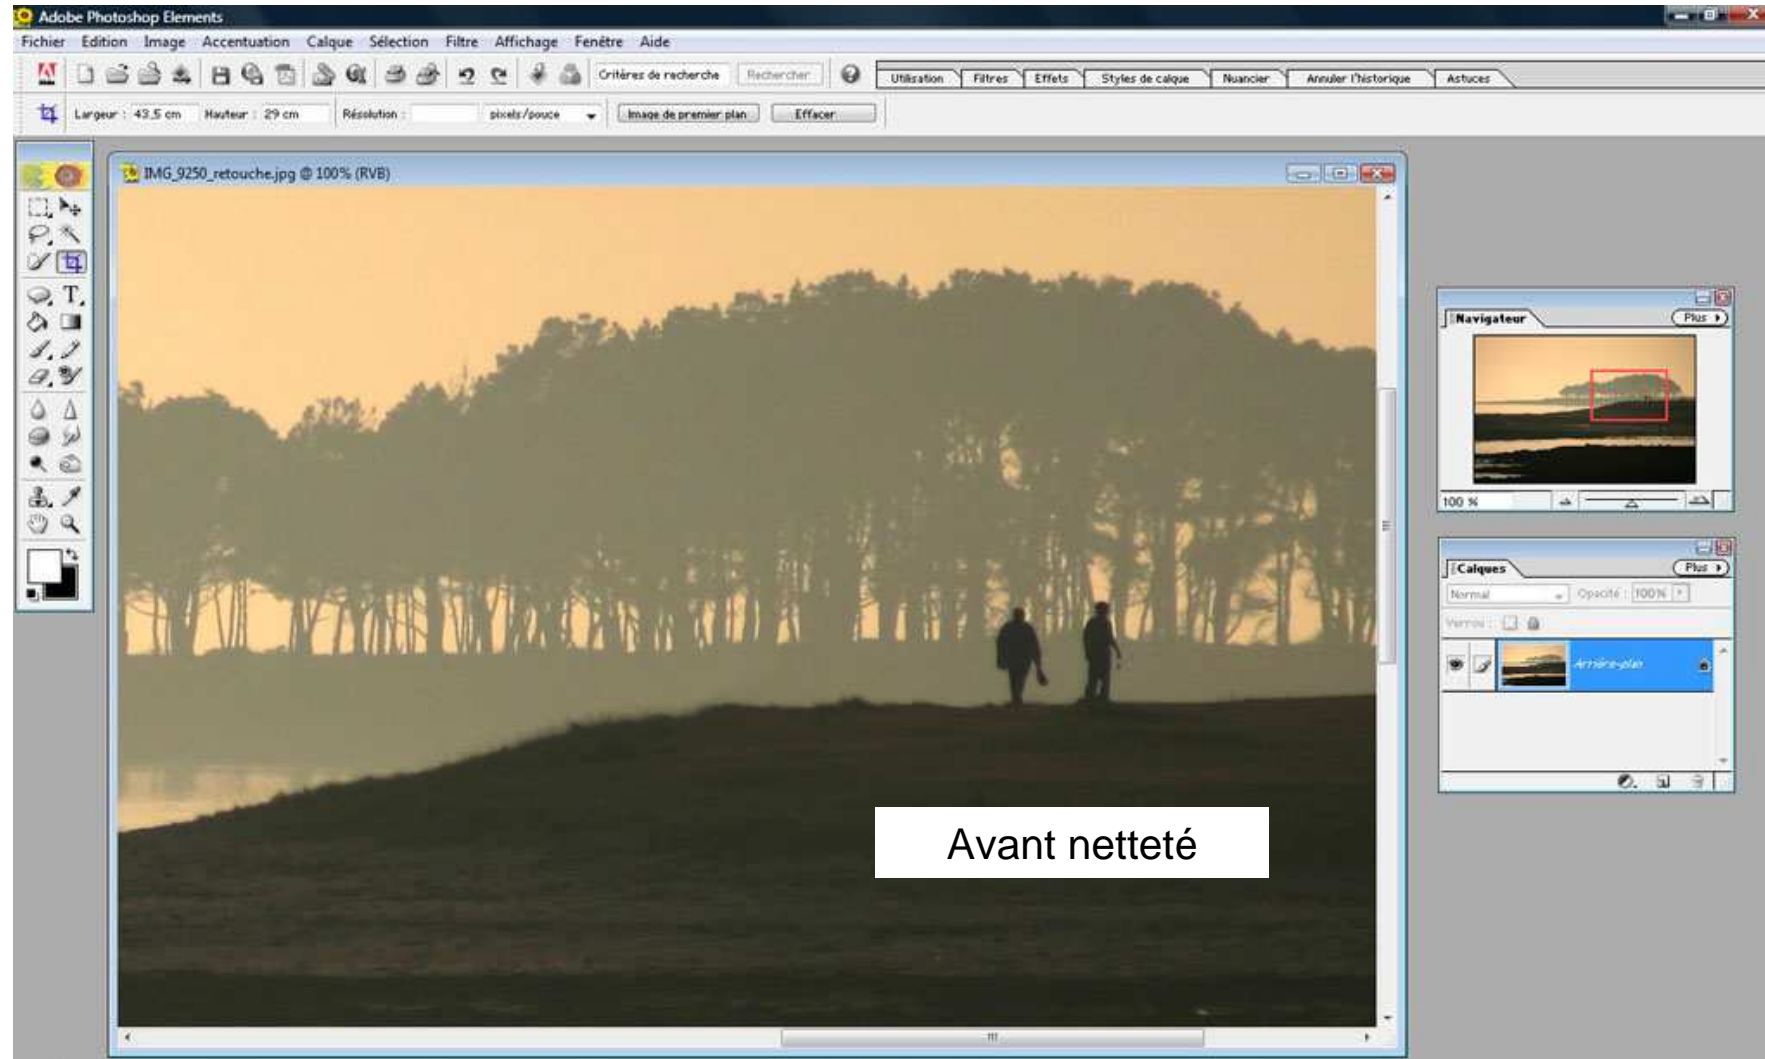 Adobe Photoshop Elements
Fichier Edition Image Accentuation Calque Sélection Filtre Affichage Fenêtre Aide
Critères de recherche Rechercher Utilisation Filtres Effets Styles de calque Nuancier Annuler l'historique Astuces
Largeur : 43,5 cm Hauteur : 29 cm Résolution : pixels/pouce Image de premier plan Effacer
IMG_9250_retouche.jpg @ 100% (RVB)
Navigateur Plus
100 %
Calques Plus
Normal Opacité : 100%
Verrou :
Arrière-plan
Avant netteté